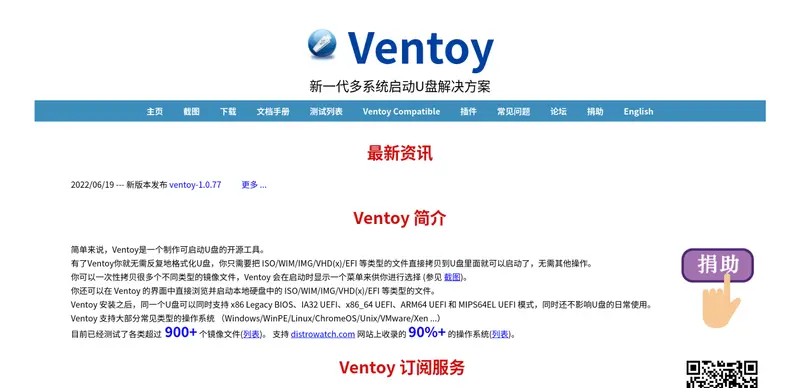 Ventoy
新一代多系统启动U盘解决方案
主页 截图 下载 文档手册 测试列表 Ventoy Compatible 插件 常见问题 论坛 捐助 English
最新资讯
2022/06/19 --- 新版本发布 ventoy-1.0.77 更多 ...
Ventoy 简介
简单来说，Ventoy是一个制作可启动U盘的开源工具。
有了Ventoy你就无需反复地格式化U盘，你只需要把 ISO/WIM/IMG/VHD(x)/EFI 等类型的文件直接拷贝到U盘里面就可以启动了，无需其他操作。
你可以一次性拷贝很多个不同类型的镜像文件，Ventoy 会在启动时显示一个菜单来供你进行选择 (参见 截图)。
你还可以在 Ventoy 的界面中直接浏览并启动本地硬盘中的 ISO/WIM/IMG/VHD(x)/EFI 等类型的文件。
Ventoy 安装之后，同一个U盘可以同时支持 x86 Legacy BIOS、IA32 UEFI、x86_64 UEFI、ARM64 UEFI 和 MIPS64EL UEFI 模式，同时还不影响U盘的日常使用。
Ventoy 支持大部分常见类型的操作系统 （Windows/WinPE/Linux/ChromeOS/Unix/VMware/Xen ...）
目前已经测试了各类超过 900+ 个镜像文件(列表)。 支持 distrowatch.com 网站上收录的 90%+ 的操作系统(列表)。
捐助
Ventoy 订阅服务